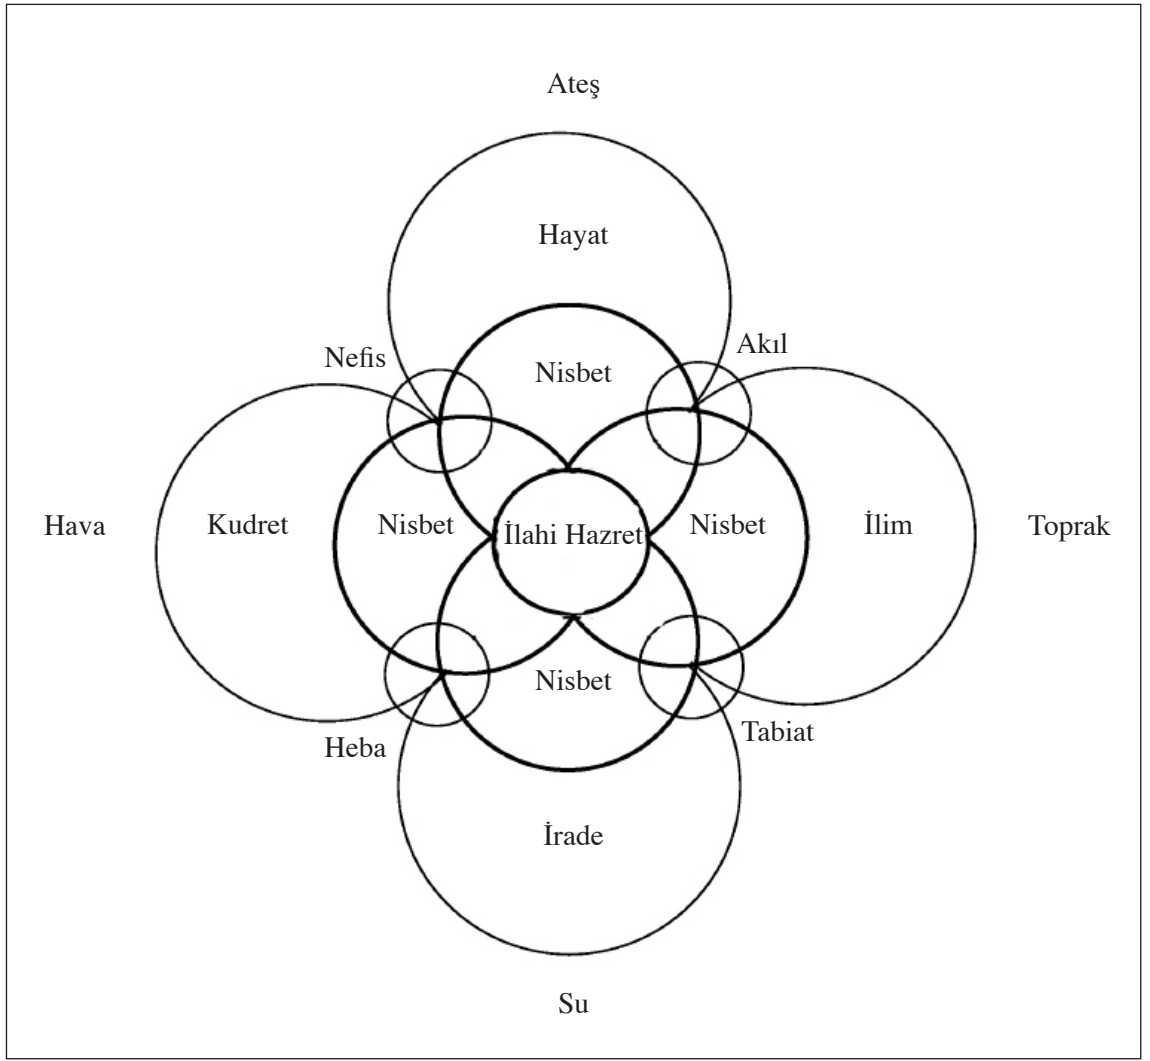 Ateş
Hayat
Akıl
Nefis
Nisbet
Hava
Kudret
Nisbet
İlahi Hazret
Nisbet
İlim
Toprak
Nisbet
Tabiat
Heba
İrade
Su